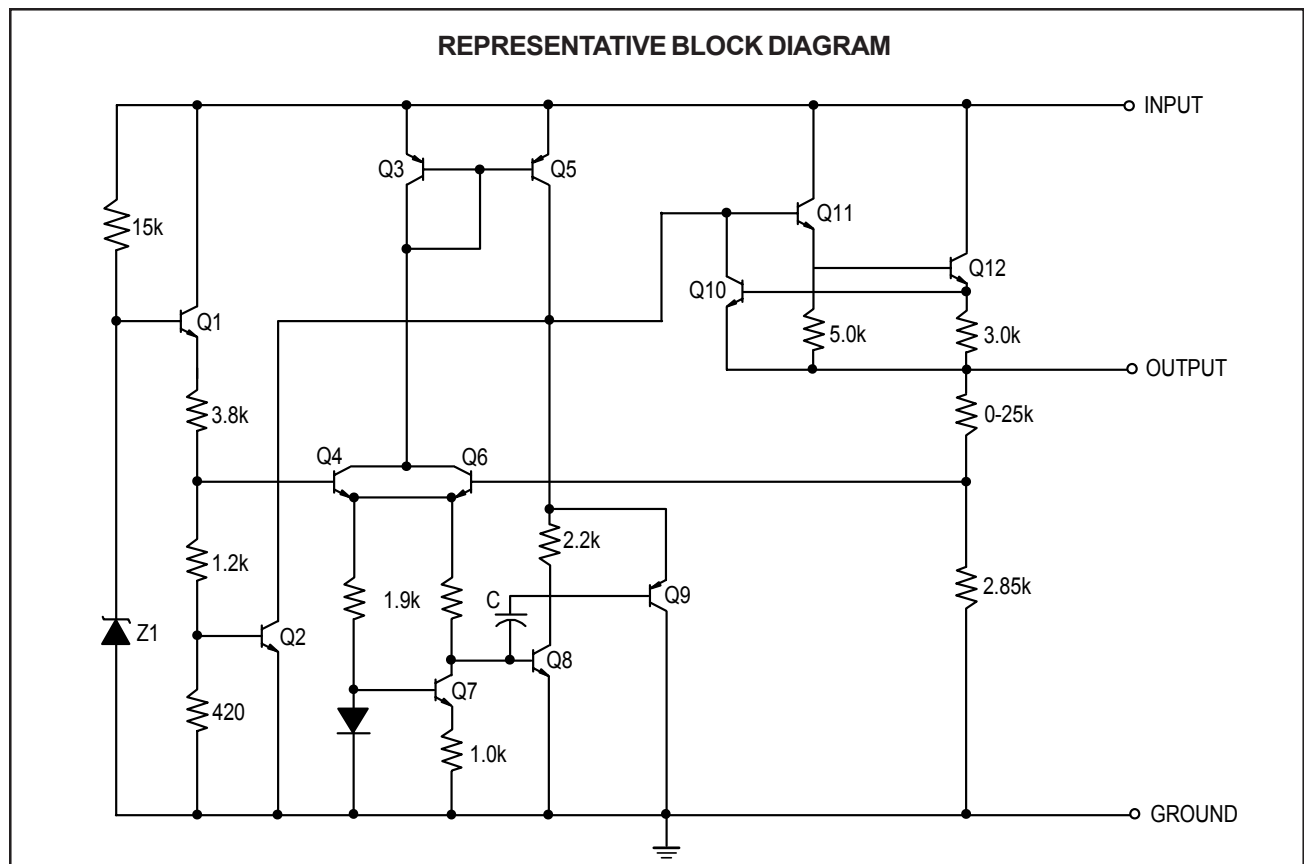 REPRESENTATIVE BLOCK DIAGRAM
INPUT
Q3
Q5
15k
Q11
Q12
Q10
Q1
5.0k
3.0k
OUTPUT
3.8k
0-25k
Q4
Q6
2.2k
1.2k
1.9k
C
Q9
2.85k
Z1
Q2
Q8
Q7
420
1.0k
GROUND